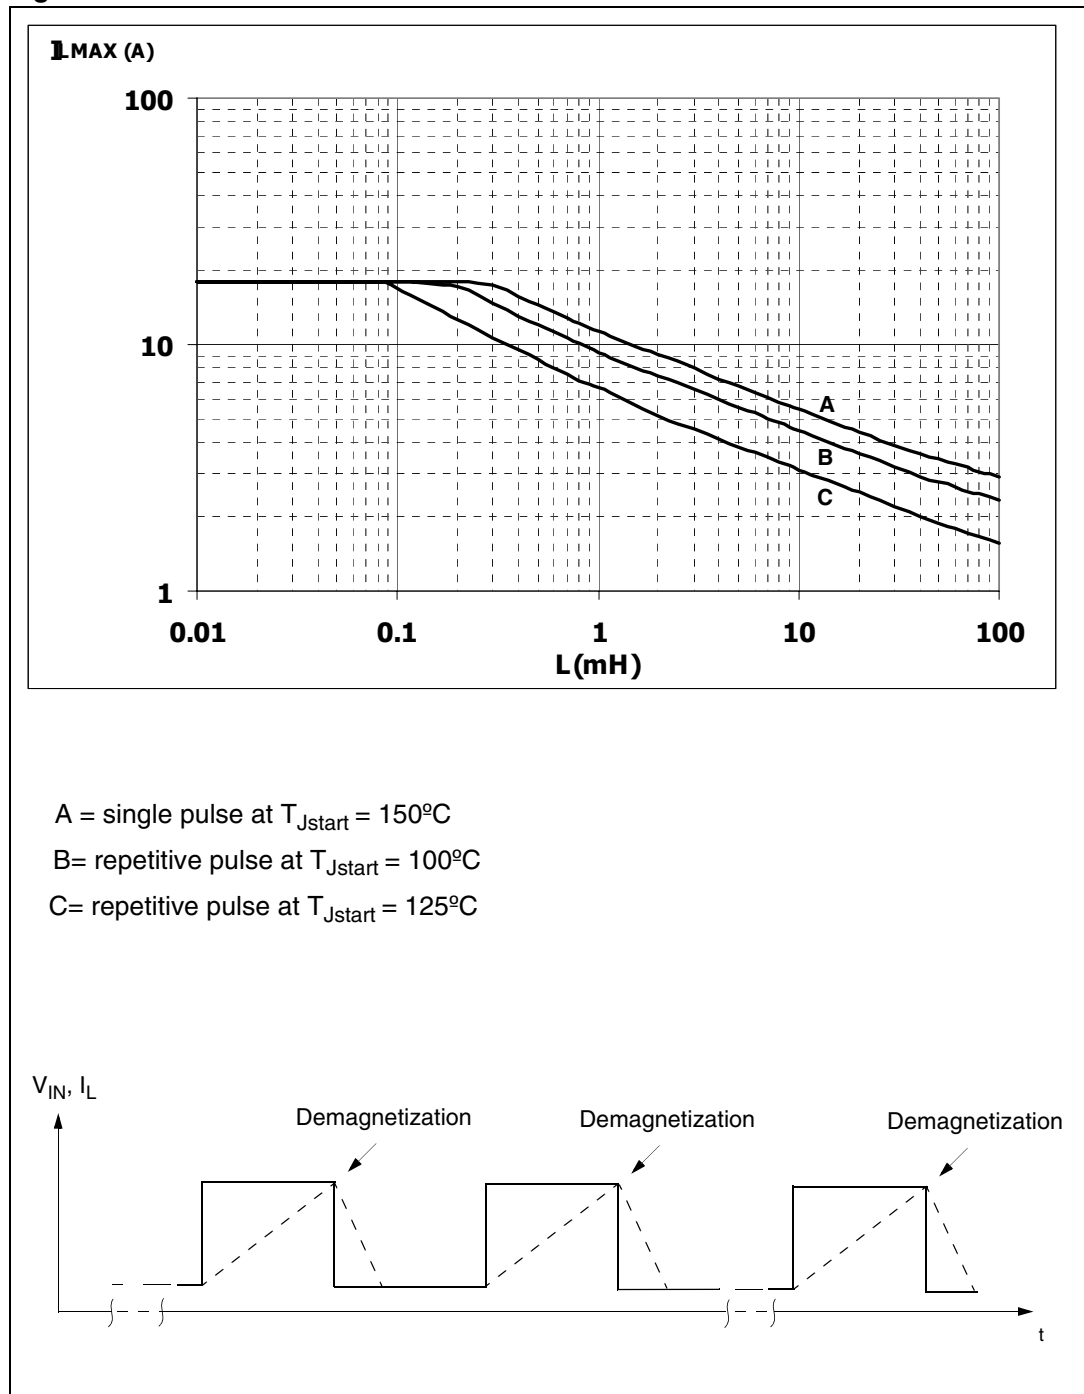 ILMAX (A)
100
10
1
A
B
C
0.01 0.1 1 10 100
L(mH)
A = single pulse at TJstart = 150ºC
B= repetitive pulse at TJstart = 100ºC
C= repetitive pulse at TJstart = 125ºC
VIN, IL
Demagnetization Demagnetization Demagnetization
t